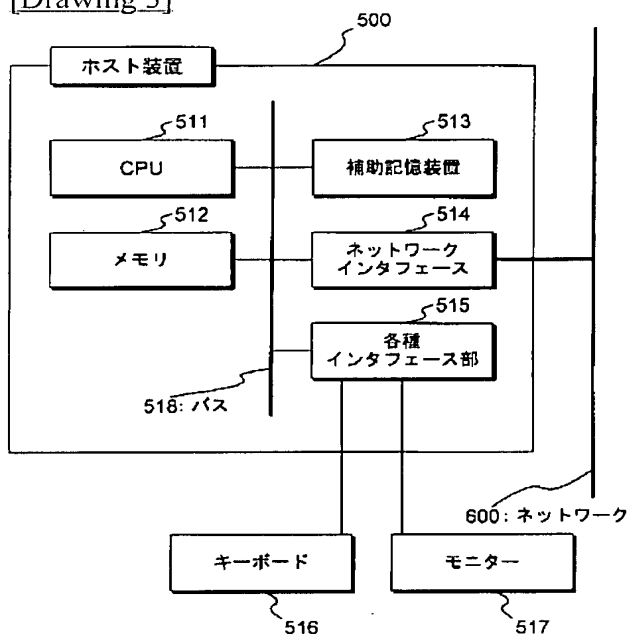 [Drawing 3]
500
ホスト装置
511
513
CPU
補助記憶装置
512
514
メモリ
ネットワーク
インタフェース
515
各種
インタフェース部
518: バス
600: ネットワーク
キーボード
モニター
516
517